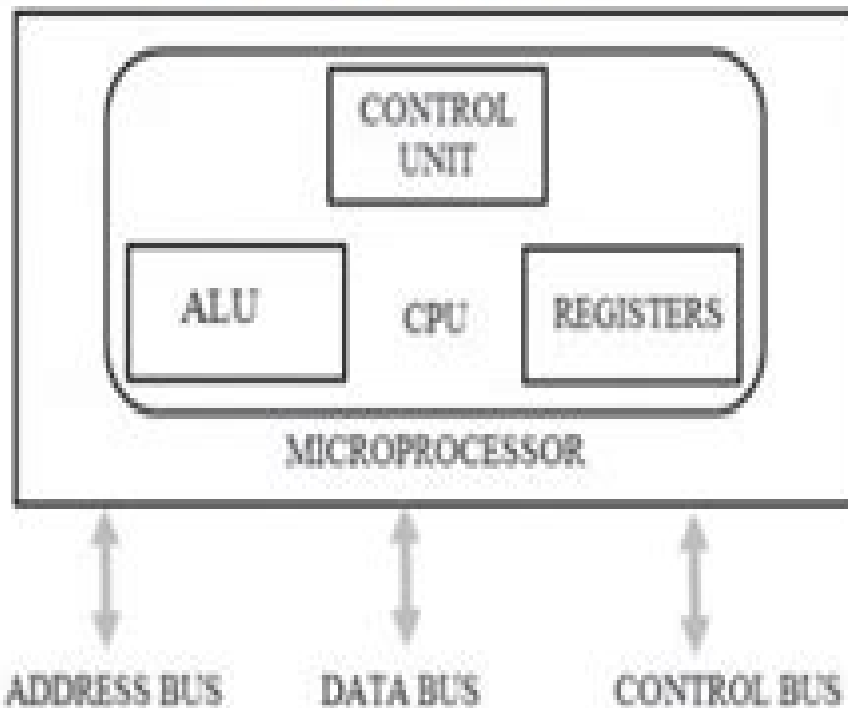 CONTROL
UNIT
ALU
CPU
REGISTERS
MICROPROCESSOR
ADDRESS BUS
DATA BUS
CONTROL BUS